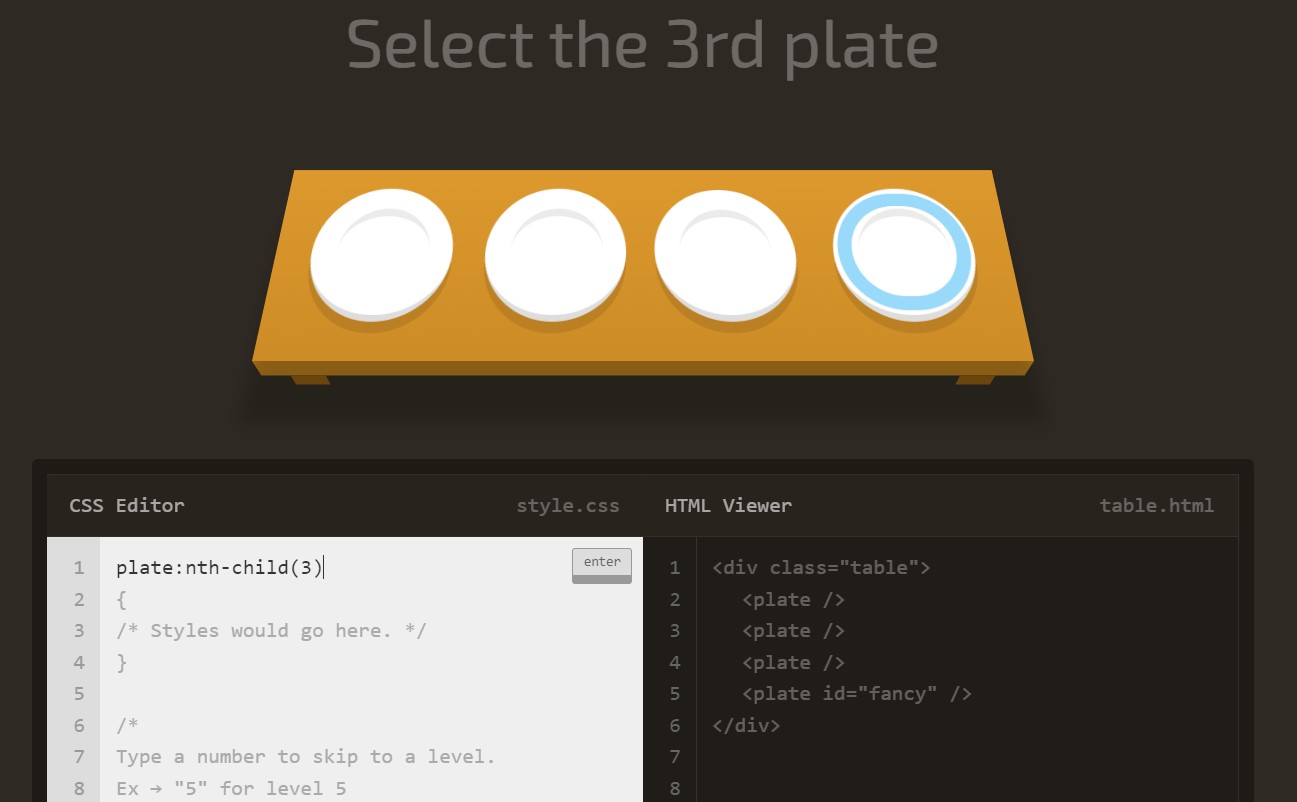 Select the 3rd plate
CSS Editor style.css
HTML Viewer table.html
1 plate:nth-child(3) enter
2 {
3 /* Styles would go here. */
4 }
5
6 /*
7 Type a number to skip to a level.
8 Ex → "5" for level 5
1 <div class="table">
2 <plate />
3 <plate />
4 <plate />
5 <plate id="fancy" />
6 </div>
7
8